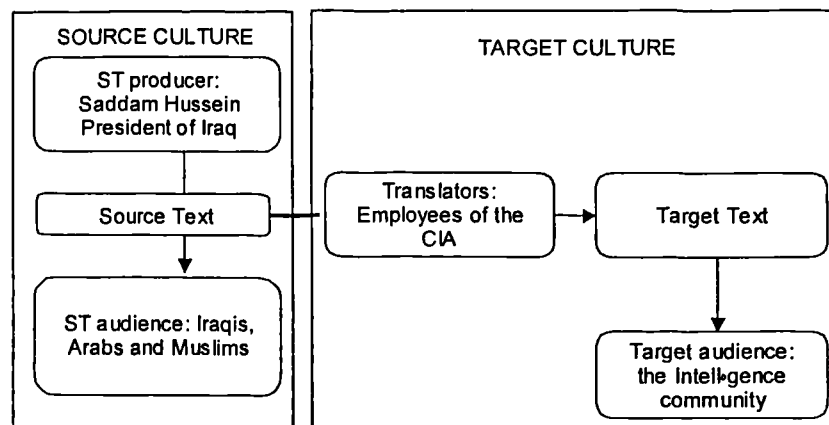 SOURCE CULTURE
ST producer:
Saddam Hussein
President of Iraq
Source Text
ST audience: Iraqis,
Arabs and Muslims
TARGET CULTURE
Translators:
Employees of the
CIA
Target Text
Target audience:
the Intelligence
community